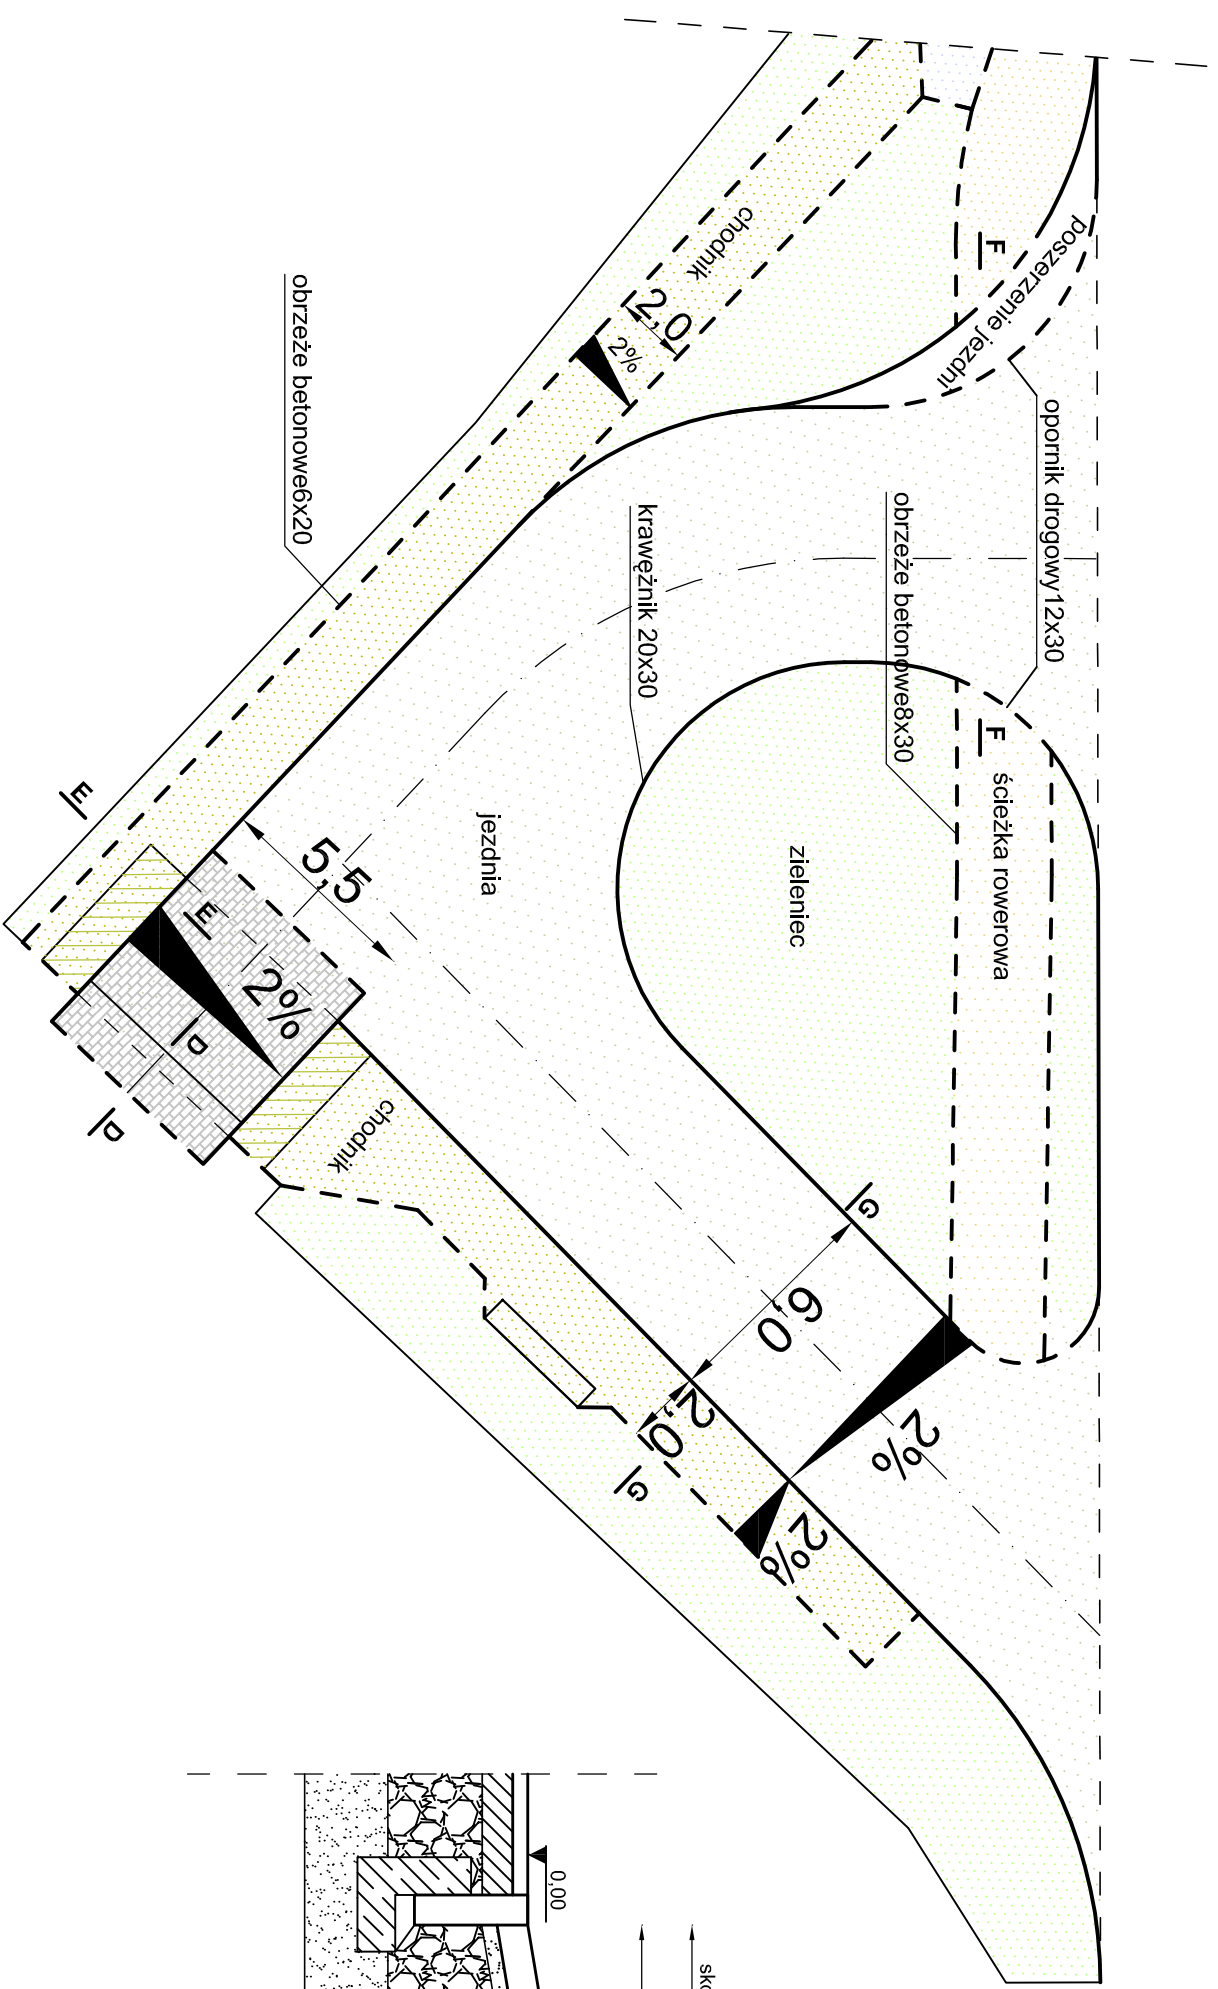 poszerzenie jezdni
F
chodnik
2,0
2%
obrzeże betonowe6x20
opornik drogowy12x30
obrzeże betonowe8x30
krawężnik 20x30
F
ścieżka rowerowa
zieleniec
jezdnia
E
5,5
E
2%
D
D
chodnik
G
6,0
2,0
2%
G
2%
0,00